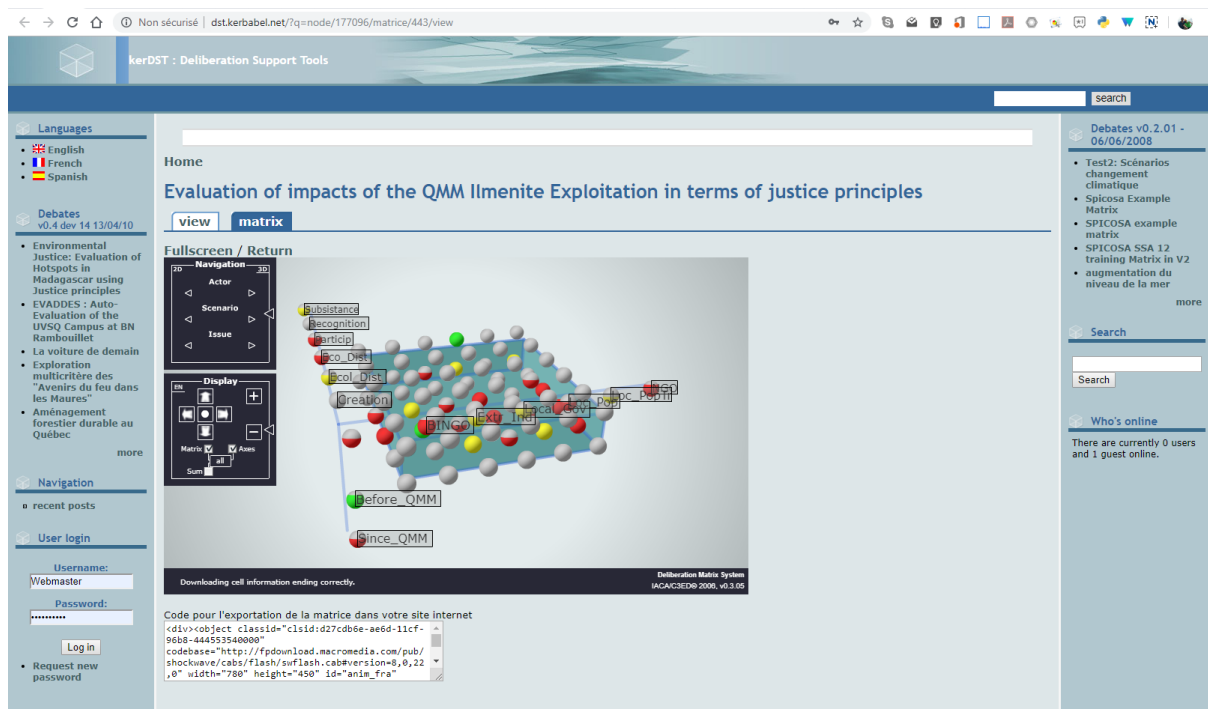 Non sécurisé | dst.kerbabel.net/?q=node/177096/matrice/443/view
kerDST : Deliberation Support Tools
search
Languages
English
French
Spanish
Debates
v0.4 dev 14 13/04/10
Environmental
Justice: Evaluation of
Hotspots in
Madagascar using
Justice principles
EVADDES : Auto-
Evaluation of the
UVSQ Campus at BN
Rambouillet
La voiture de demain
Exploration
multicritère des
"Avenirs du feu dans
les Maures"
Aménagement
forestier durable au
Québec
more
Navigation
recent posts
User login
Username:
Webmaster
Password:
••••••••••
Log in
Request new
password
Home
Evaluation of impacts of the QMM Ilmenite Exploitation in terms of justice principles
view matrix
Fullscreen / Return
2D Navigation 3D
Actor
Scenario
Issue
EN Display
Matrix Axes
all
Sum
Subsistance
Recognition
Particip
Eco_Dist
Ecol_Dist
Creation
BINGO
Extr_Ind
Local_Gov
Loc_Pop
Loc_PopTr
NGO
Before_QMM
Since_QMM
Downloading cell information ending correctly.
Deliberation Matrix System
IACA/C3ED© 2008, v0.3.05
Code pour l'exportation de la matrice dans votre site internet
<div><object classid="clsid:d27cdb6e-ae6d-11cf-
96b8-444553540000"
codebase="http://fpdownload.macromedia.com/pub/
shockwave/cabs/flash/swflash.cab#version=8,0,22
,0" width="780" height="450" id="anim_fra"
Debates v0.2.01 -
06/06/2008
Test2: Scénarios
changement
climatique
Spicosa Example
Matrix
SPICOSA example
matrix
SPICOSA SSA 12
training Matrix in V2
augmentation du
niveau de la mer
more
Search
Search
Who's online
There are currently 0 users
and 1 guest online.